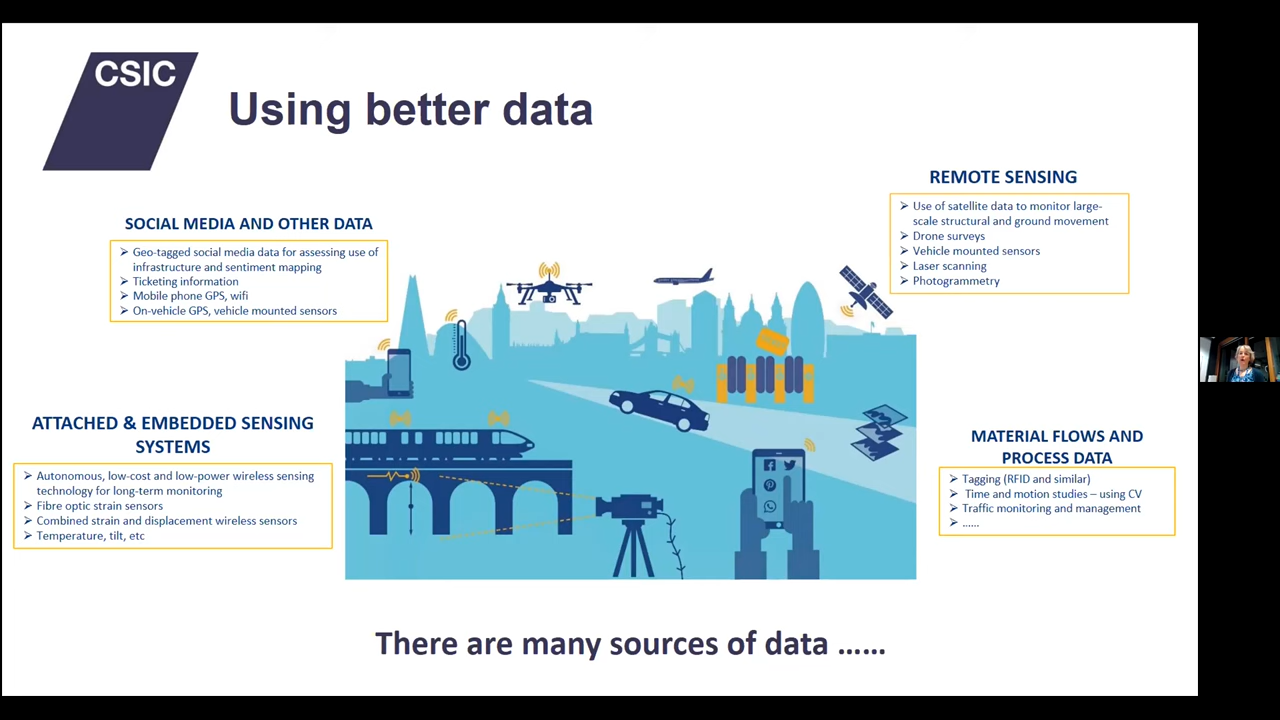 CSIC
Using better data
SOCIAL MEDIA AND OTHER DATA
➢ Geo-tagged social media data for assessing use of
infrastructure and sentiment mapping
➢ Ticketing information
➢ Mobile phone GPS, wifi
➢ On-vehicle GPS, vehicle mounted sensors
REMOTE SENSING
➢ Use of satellite data to monitor large-
scale structural and ground movement
➢ Drone surveys
➢ Vehicle mounted sensors
➢ Laser scanning
➢ Photogrammetry
ATTACHED & EMBEDDED SENSING
SYSTEMS
➢ Autonomous, low-cost and low-power wireless sensing
technology for long-term monitoring
➢ Fibre optic strain sensors
➢ Combined strain and displacement wireless sensors
➢ Temperature, tilt, etc
MATERIAL FLOWS AND
PROCESS DATA
➢ Tagging (RFID and similar)
➢ Time and motion studies – using CV
➢ Traffic monitoring and management
➢ ......
There are many sources of data ......